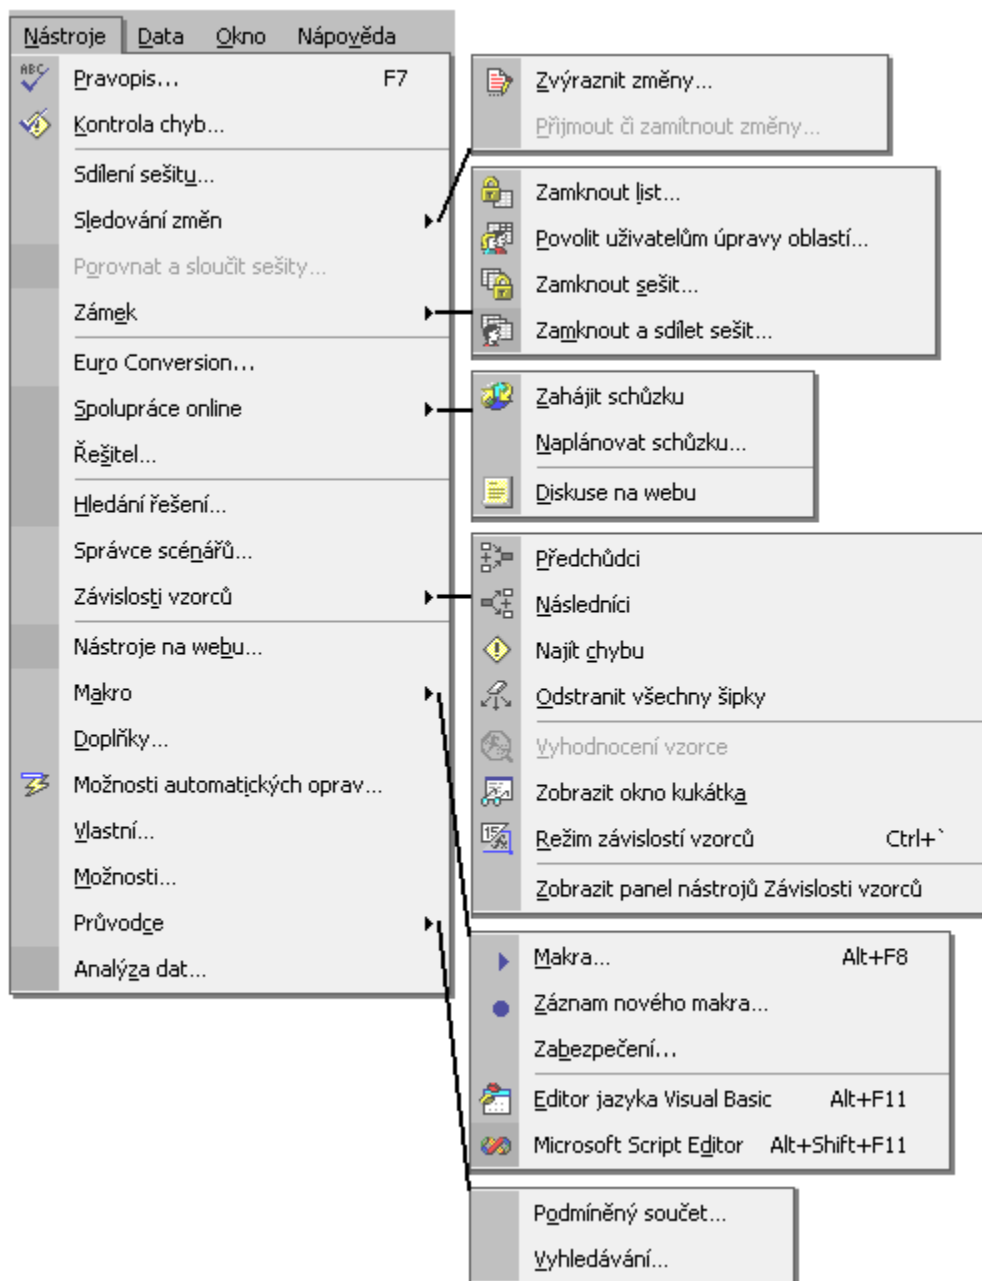 Nástroje Data Okno Nápověda
ABC Pravopis... F7
Kontrola chyb...
Sdílení sešitu...
Sledování změn
Porovnat a sloučit sešity...
Zámek
Euro Conversion...
Spolupráce online
Řešitel...
Hledání řešení...
Správce scénářů...
Závislosti vzorců
Nástroje na webu...
Makro
Doplňky...
Možnosti automatických oprav...
Vlastní...
Možnosti...
Průvodce
Analýza dat...
Zvýraznit změny...
Přijmout či zamítnout změny...
Zamknout list...
Povolit uživatelům úpravy oblastí...
Zamknout sešit...
Zamknout a sdílet sešit...
Zahájit schůzku
Naplánovat schůzku...
Diskuse na webu
Předchůdci
Následníci
Najít chybu
Odstranit všechny šipky
Vyhodnocení vzorce
Zobrazit okno kukátka
Režim závislostí vzorců Ctrl+`
Zobrazit panel nástrojů Závislosti vzorců
Makra... Alt+F8
Záznam nového makra...
Zabezpečení...
Editor jazyka Visual Basic Alt+F11
Microsoft Script Editor Alt+Shift+F11
Podmíněný součet...
Vyhledávání...